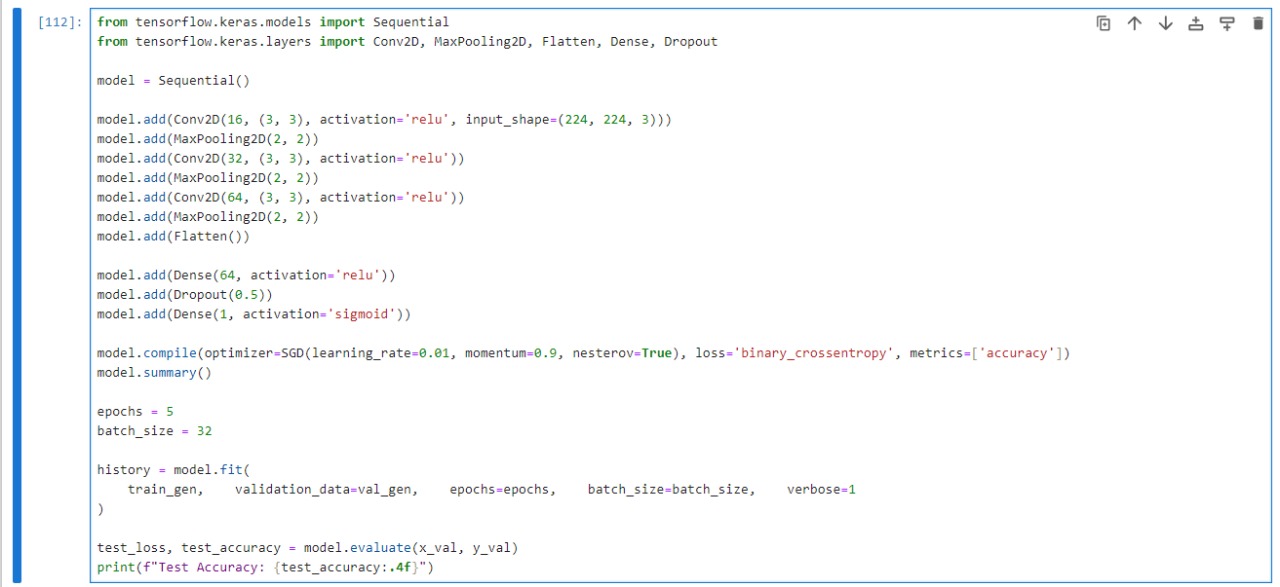 [112]:
from tensorflow.keras.models import Sequential
from tensorflow.keras.layers import Conv2D, MaxPooling2D, Flatten, Dense, Dropout

model = Sequential()

model.add(Conv2D(16, (3, 3), activation='relu', input_shape=(224, 224, 3)))
model.add(MaxPooling2D(2, 2))
model.add(Conv2D(32, (3, 3), activation='relu'))
model.add(MaxPooling2D(2, 2))
model.add(Conv2D(64, (3, 3), activation='relu'))
model.add(MaxPooling2D(2, 2))
model.add(Flatten())

model.add(Dense(64, activation='relu'))
model.add(Dropout(0.5))
model.add(Dense(1, activation='sigmoid'))

model.compile(optimizer=SGD(learning_rate=0.01, momentum=0.9, nesterov=True), loss='binary_crossentropy', metrics=['accuracy'])
model.summary()

epochs = 5
batch_size = 32

history = model.fit(
    train_gen,    validation_data=val_gen,    epochs=epochs,    batch_size=batch_size,    verbose=1
)

test_loss, test_accuracy = model.evaluate(x_val, y_val)
print(f"Test Accuracy: {test_accuracy:.4f}")